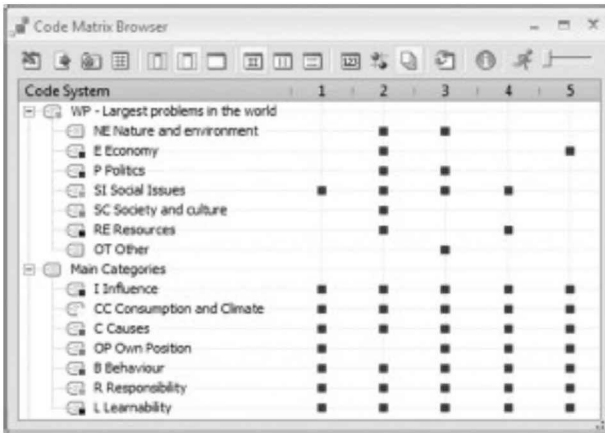 Code Matrix Browser
123
Code System 1 2 3 4 5
WP - Largest problems in the world
NE Nature and environment
E Economy
P Politics
SI Social Issues
SC Society and culture
RE Resources
OT Other
Main Categories
I Influence
CC Consumption and Climate
C Causes
OP Own Position
B Behaviour
R Responsibility
L Learnability